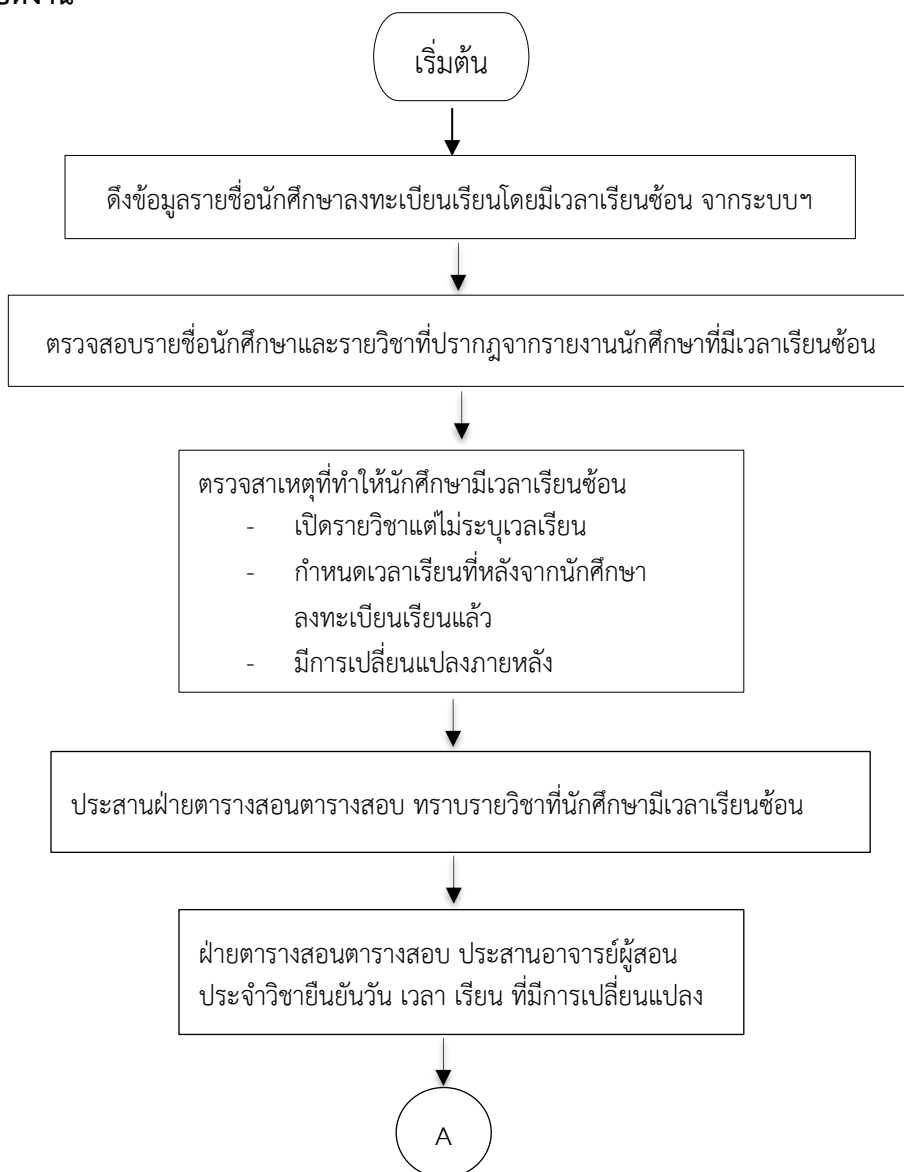 เริ่มต้น
ดึงข้อมูลรายชื่อนักศึกษาลงทะเบียนเรียนโดยมีเวลาเรียนซ้อน จากระบบฯ
ตรวจสอบรายชื่อนักศึกษาและรายวิชาที่ปรากฏจากรายงานนักศึกษาที่มีเวลาเรียนซ้อน
ตรวจสาเหตุที่ทำให้นักศึกษามีเวลาเรียนซ้อน
- เปิดรายวิชาแต่ไม่ระบุเวลเรียน
- กำหนดเวลาเรียนที่หลังจากนักศึกษา
ลงทะเบียนเรียนแล้ว
- มีการเปลี่ยนแปลงภายหลัง
ประสานฝ่ายตารางสอนตารางสอบ ทราบรายวิชาที่นักศึกษามีเวลาเรียนซ้อน
ฝ่ายตารางสอนตารางสอบ ประสานอาจารย์ผู้สอน
ประจำวิชายืนยันวัน เวลา เรียน ที่มีการเปลี่ยนแปลง
A